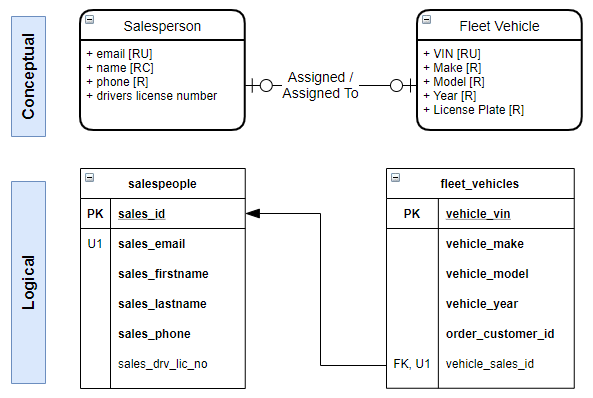 Conceptual
Salesperson
+ email [RU]
+ name [RC]
+ phone [R]
+ drivers license number
Assigned /
Assigned To
Fleet Vehicle
+ VIN [RU]
+ Make [R]
+ Model [R]
+ Year [R]
+ License Plate [R]
Logical
salespeople
PK sales_id
U1 sales_email
sales_firstname
sales_lastname
sales_phone
sales_drv_lic_no
fleet_vehicles
PK vehicle_vin
vehicle_make
vehicle_model
vehicle_year
order_customer_id
FK, U1 vehicle_sales_id